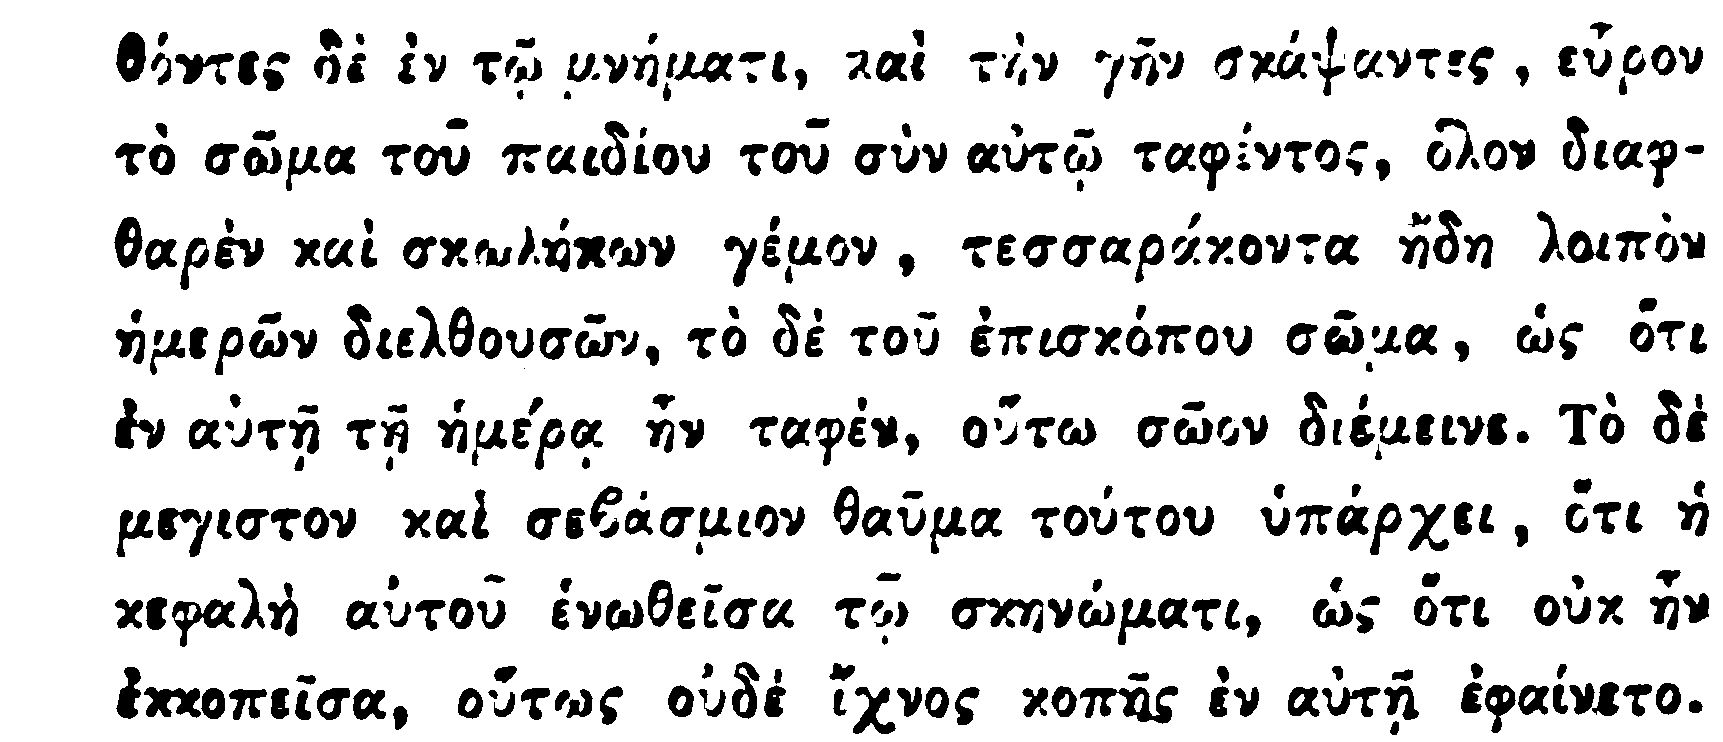 θόντες δὲ ἐν τῷ μνήματι, καὶ τὴν γῆν σκάψαντες, εὗρον
τὸ σῶμα τοῦ παιδίου τοῦ σὺν αὐτῷ ταφέντος, ὅλον διαφ-
θαρὲν καὶ σκωλήκων γέμον, τεσσαράκοντα ἤδη λοιπὸν
ἡμερῶν διελθουσῶν, τὸ δὲ τοῦ ἐπισκόπου σῶμα, ὡς ὅτι
ἐν αὐτῇ τῇ ἡμέρᾳ ἦν ταφέν, οὕτω σῶον διέμεινε. Τὸ δὲ
μεγιστον καὶ σεβάσμιον θαῦμα τούτου ὑπάρχει, ὅτι ἡ
κεφαλὴ αὐτοῦ ἑνωθεῖσα τῷ σκηνώματι, ὡς ὅτι οὐκ ἦν
ἐκκοπεῖσα, οὕτως οὐδὲ ἴχνος κοπῆς ἐν αὐτῇ ἐφαίνετο.